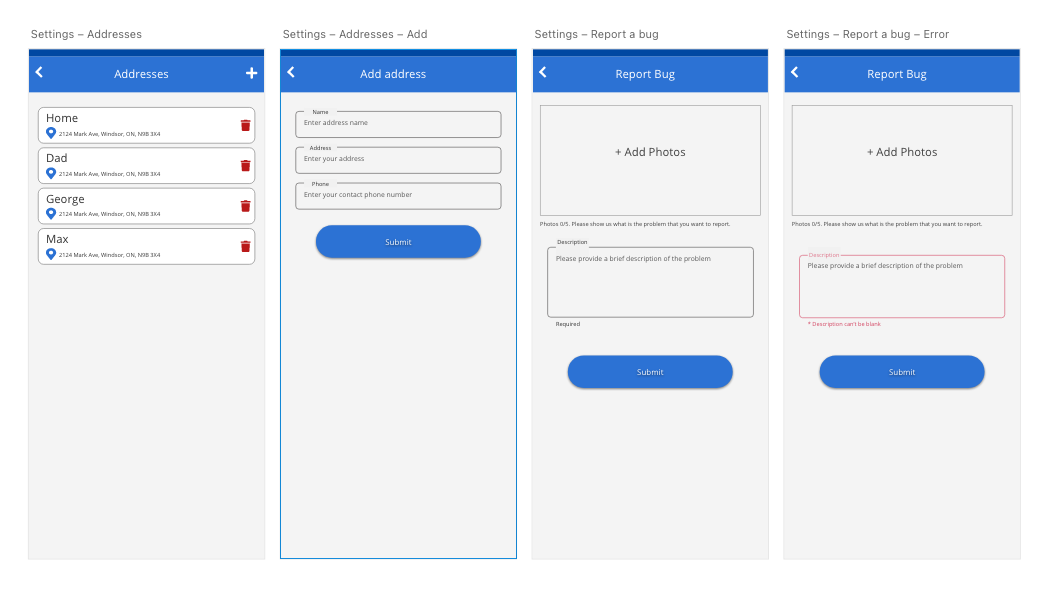 Settings – Addresses
Addresses
Home
2124 Mark Ave, Windsor, ON, N9B 3X4
Dad
2124 Mark Ave, Windsor, ON, N9B 3X4
George
2124 Mark Ave, Windsor, ON, N9B 3X4
Max
2124 Mark Ave, Windsor, ON, N9B 3X4
Settings – Addresses – Add
Add address
Name
Enter address name
Address
Enter your address
Phone
Enter your contact phone number
Submit
Settings – Report a bug
Report Bug
+ Add Photos
Photos 0/5. Please show us what is the problem that you want to report.
Description
Please provide a brief description of the problem
Required
Submit
Settings – Report a bug – Error
Report Bug
+ Add Photos
Photos 0/5. Please show us what is the problem that you want to report.
Description
Please provide a brief description of the problem
* Description can't be blank
Submit